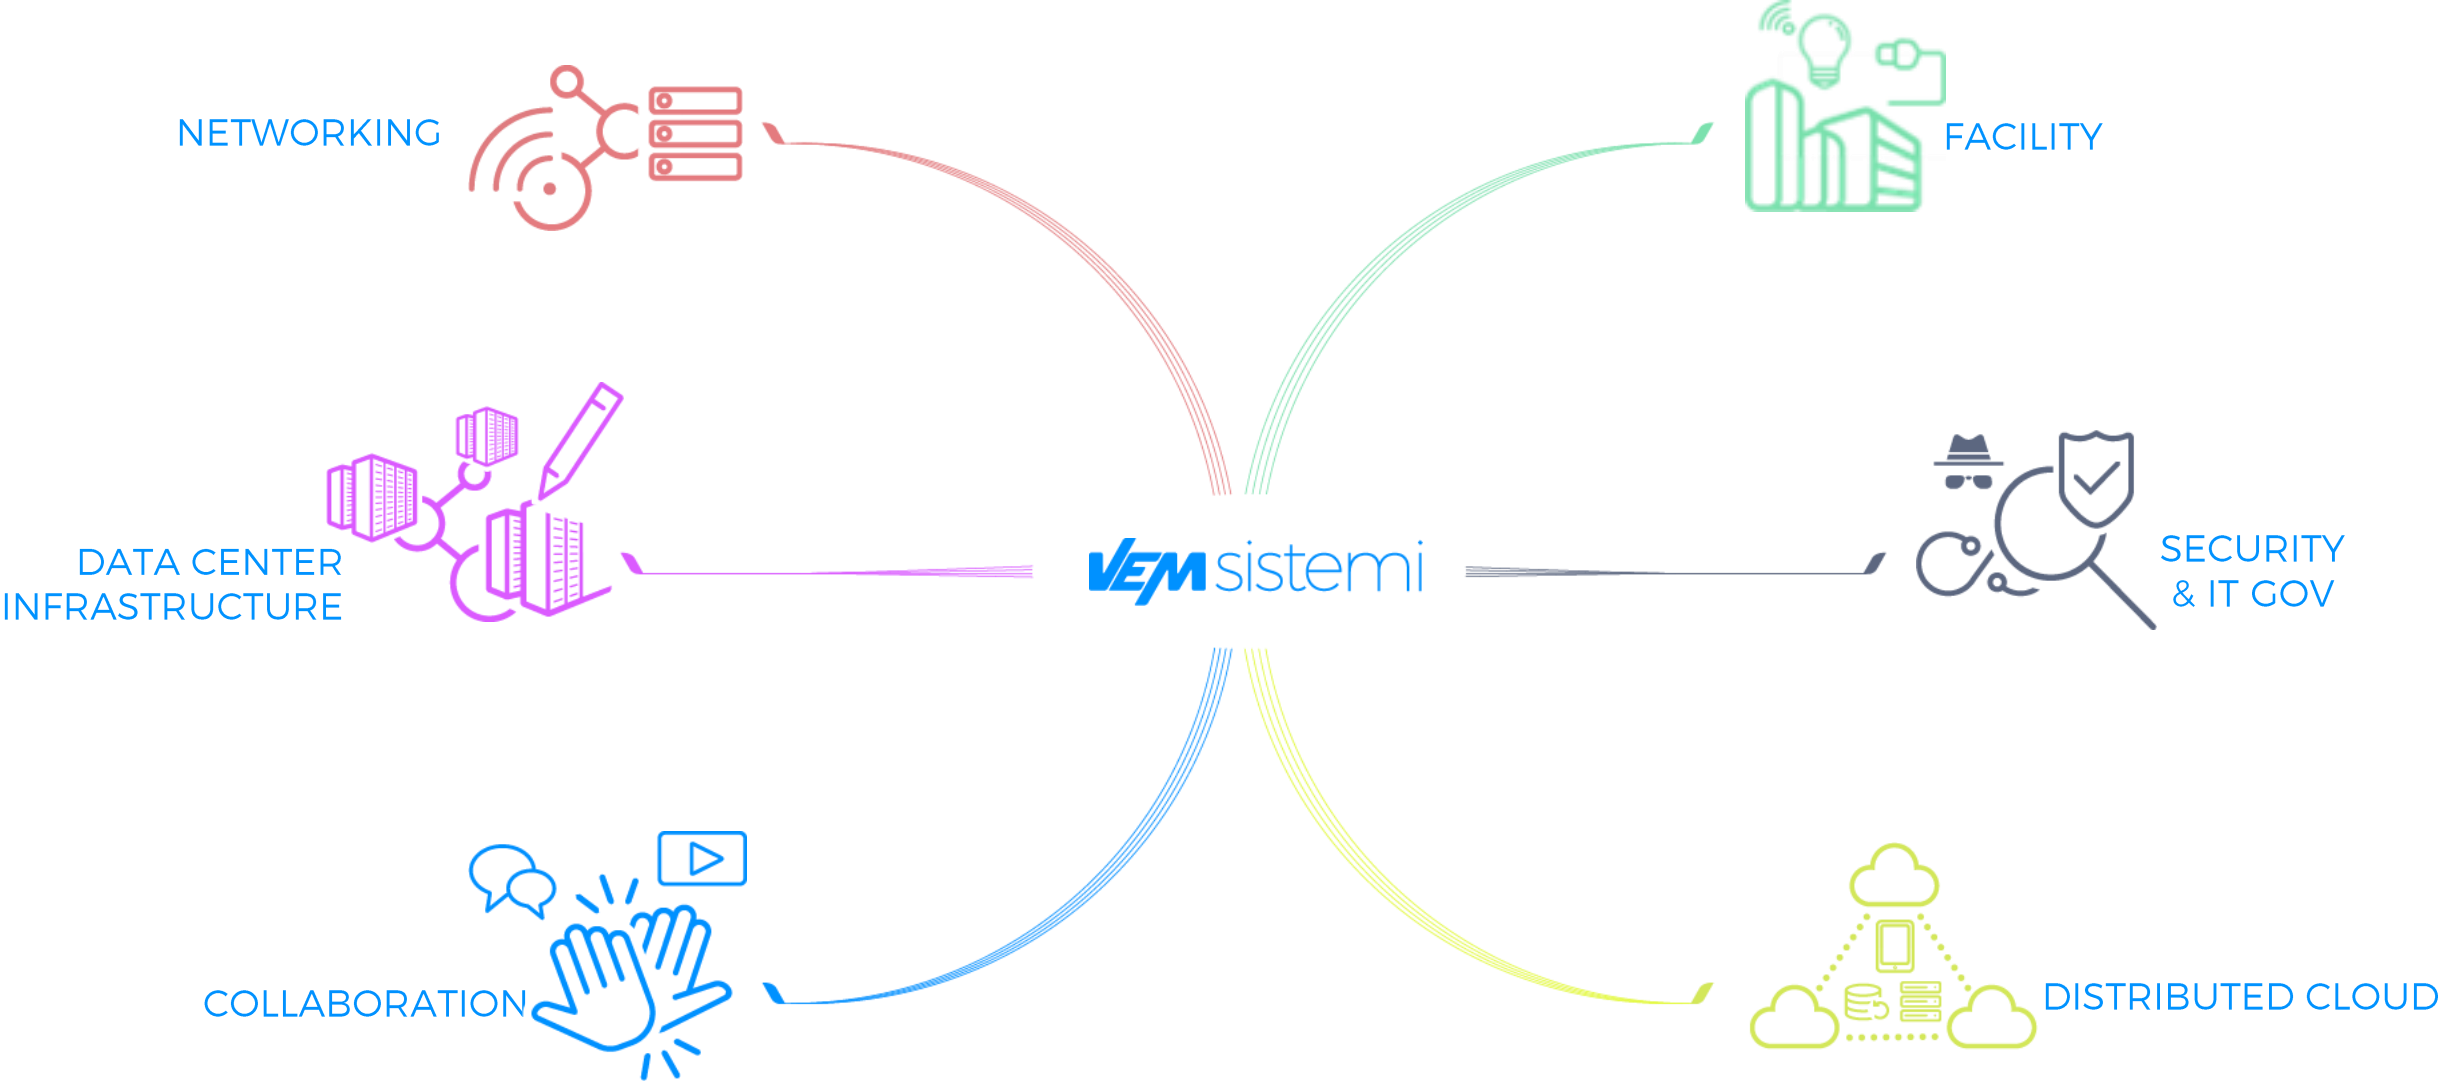 NETWORKING
FACILITY
DATA CENTER
INFRASTRUCTURE
VEM sistemi
SECURITY
& IT GOV
COLLABORATION
DISTRIBUTED CLOUD